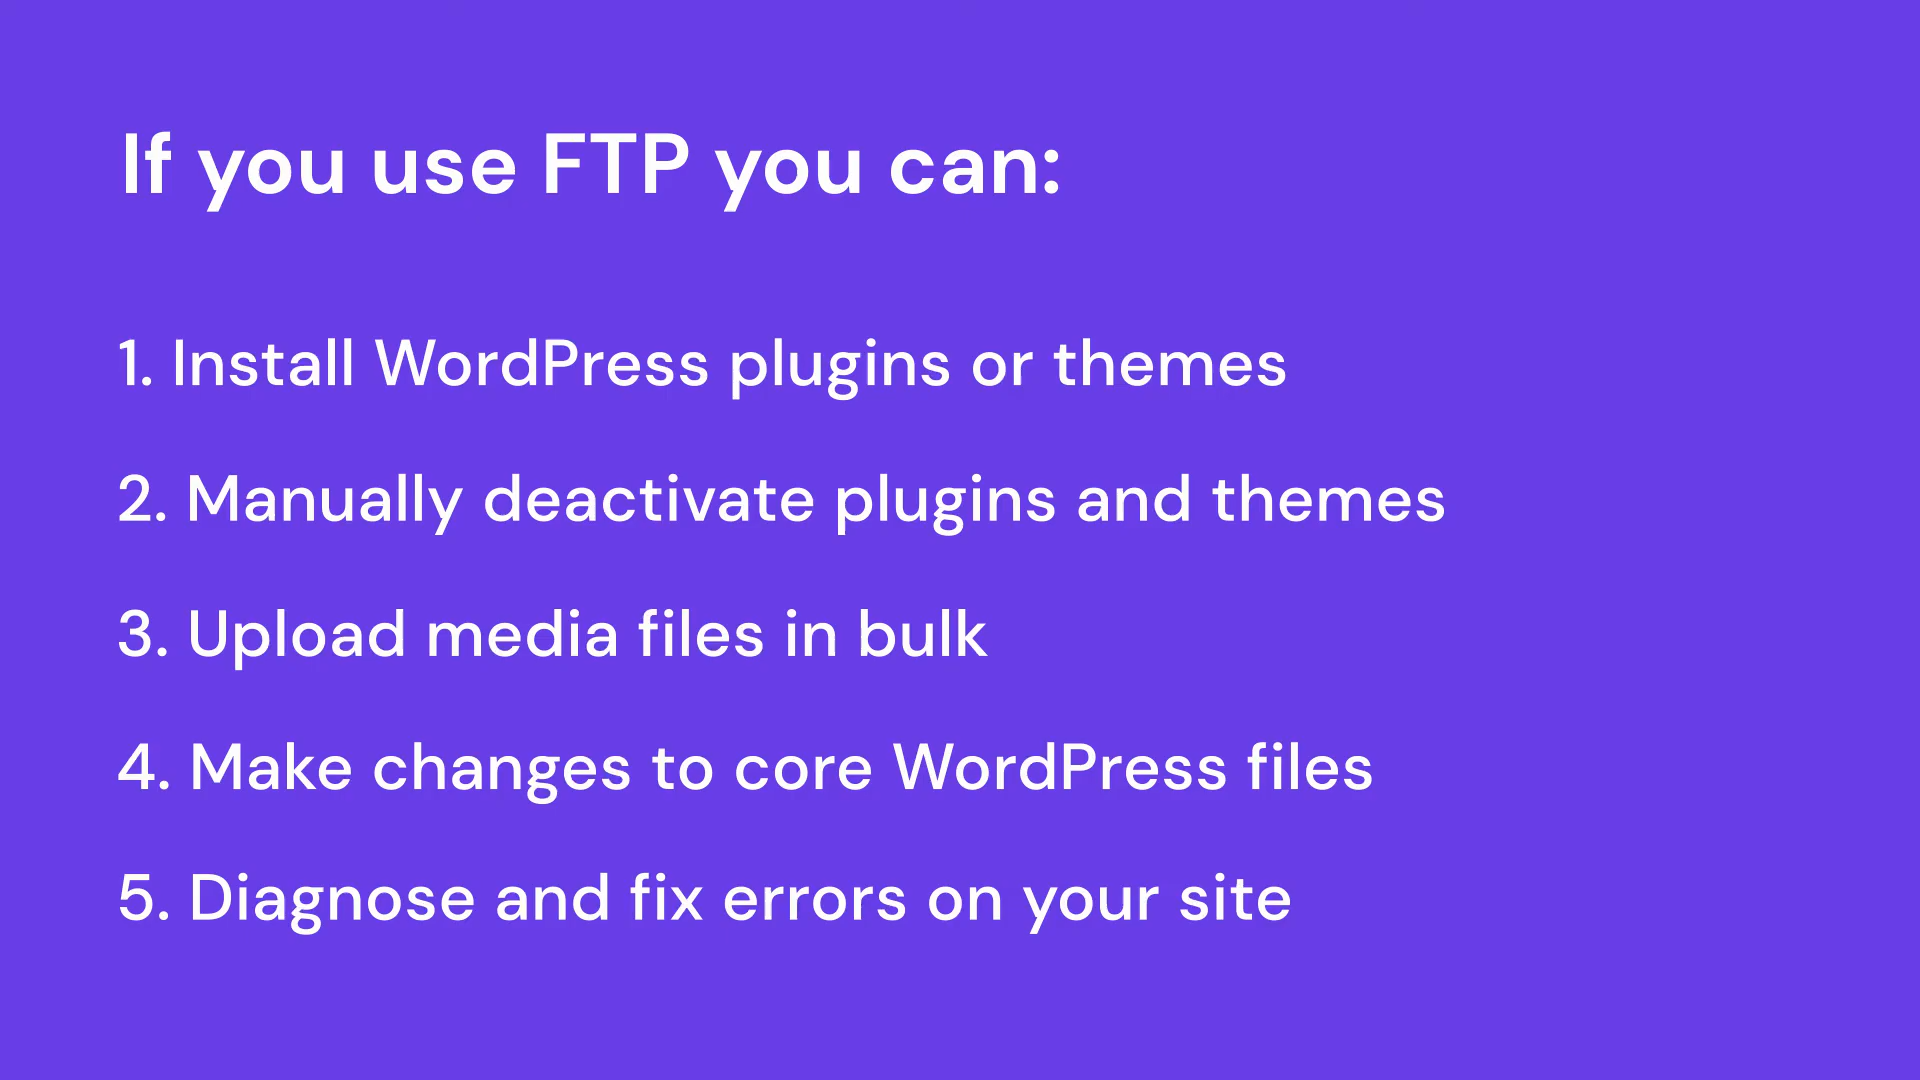 If you use FTP you can:
1. Install WordPress plugins or themes
2. Manually deactivate plugins and themes
3. Upload media files in bulk
4. Make changes to core WordPress files
5. Diagnose and fix errors on your site